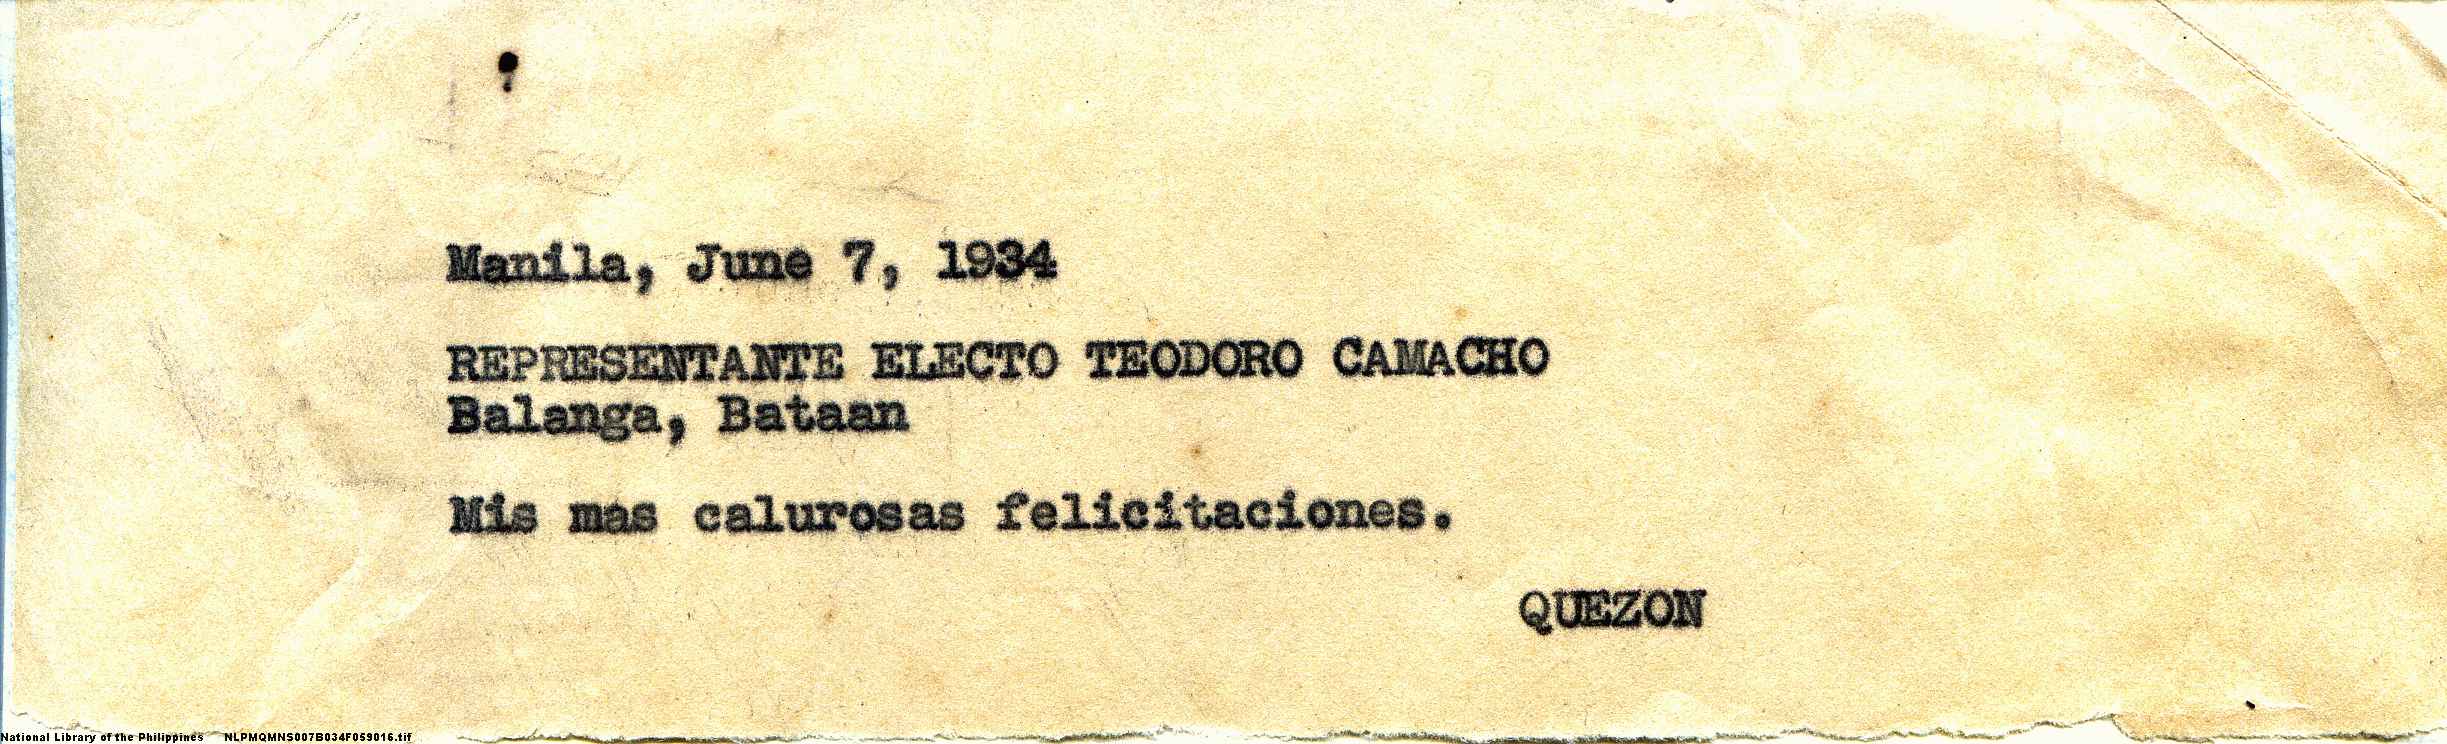 Manila, June 7, 1934
REPRESENTANTE ELECTO TEODORO CAMACHO
Balanga, Bataan
Mis mas calurosas felicitaciones.
QUEZON
National Library of the Philippines NLPMQMNS007B034F059016.tif